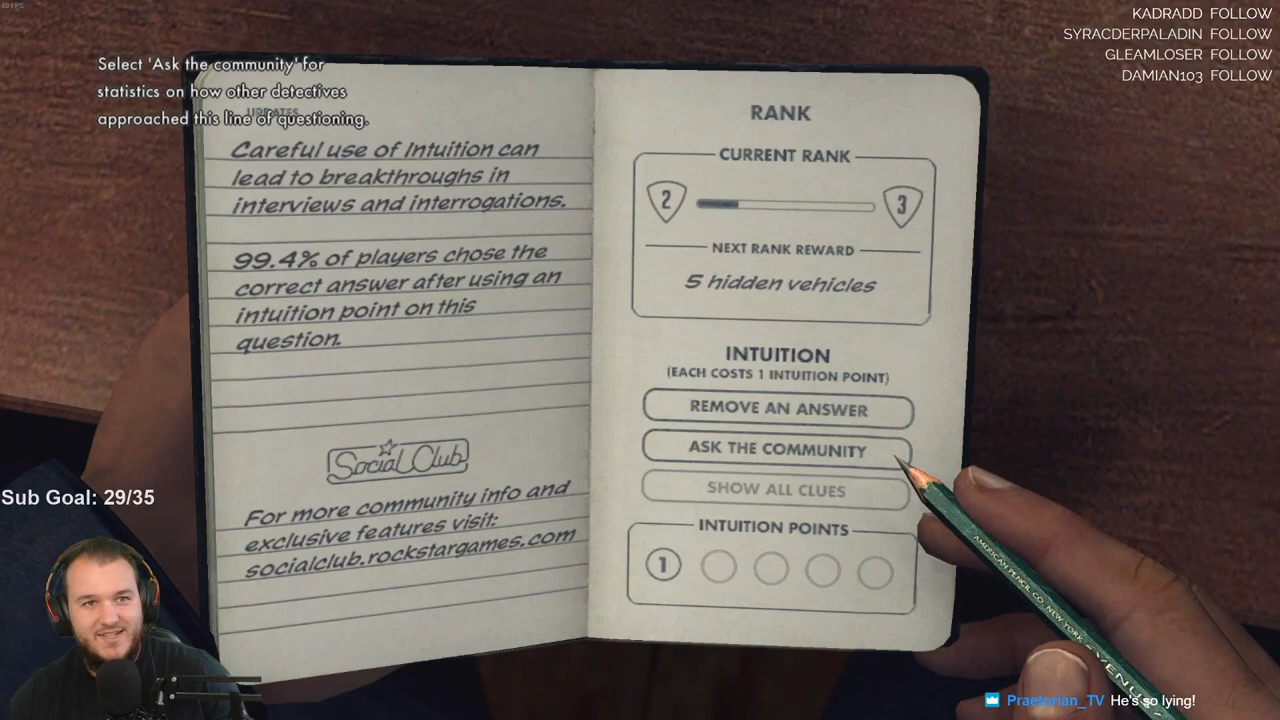 60 FPS
KADRADD FOLLOW
SYRACDERPALADIN FOLLOW
GLEAMLOSER FOLLOW
DAMIAN103 FOLLOW
Select 'Ask the community' for
statistics on how other detectives
approached this line of questioning.
UPDATES
Careful use of Intuition can
lead to breakthroughs in
interviews and interrogations.
99.4% of players chose the
correct answer after using an
intuition point on this
question.
Social Club
For more community info and
exclusive features visit:
socialclub.rockstargames.com
RANK
CURRENT RANK
2 3
NEXT RANK REWARD
5 hidden vehicles
INTUITION
(EACH COSTS 1 INTUITION POINT)
REMOVE AN ANSWER
ASK THE COMMUNITY
SHOW ALL CLUES
INTUITION POINTS
1
AMERICAN PENCIL CO. NEW YORK
VENUS
Sub Goal: 29/35
Praetorian_TV He's so lying!